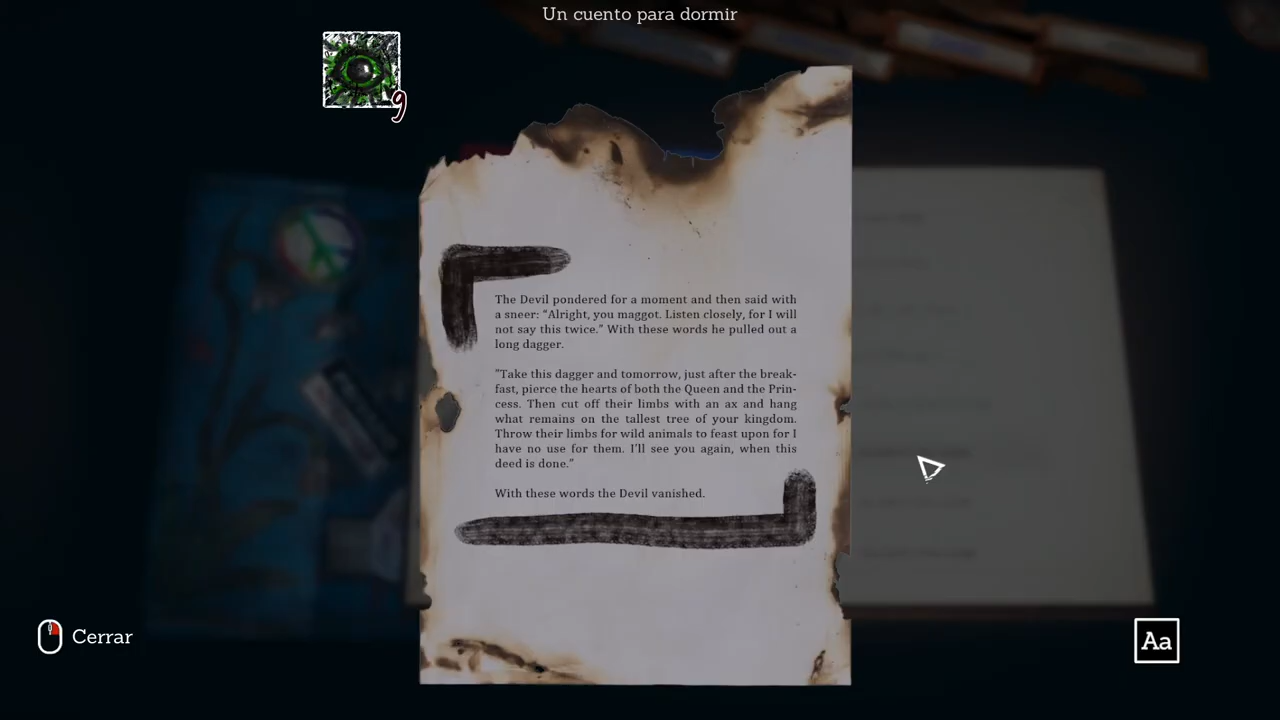 Un cuento para dormir
9
The Devil pondered for a moment and then said with
a sneer: “Alright, you maggot. Listen closely, for I will
not say this twice.” With these words he pulled out a
long dagger.
"Take this dagger and tomorrow, just after the break-
fast, pierce the hearts of both the Queen and the Prin-
cess. Then cut off their limbs with an ax and hang
what remains on the tallest tree of your kingdom.
Throw their limbs for wild animals to feast upon for I
have no use for them. I'll see you again, when this
deed is done.”
With these words the Devil vanished.
Cerrar
Aa